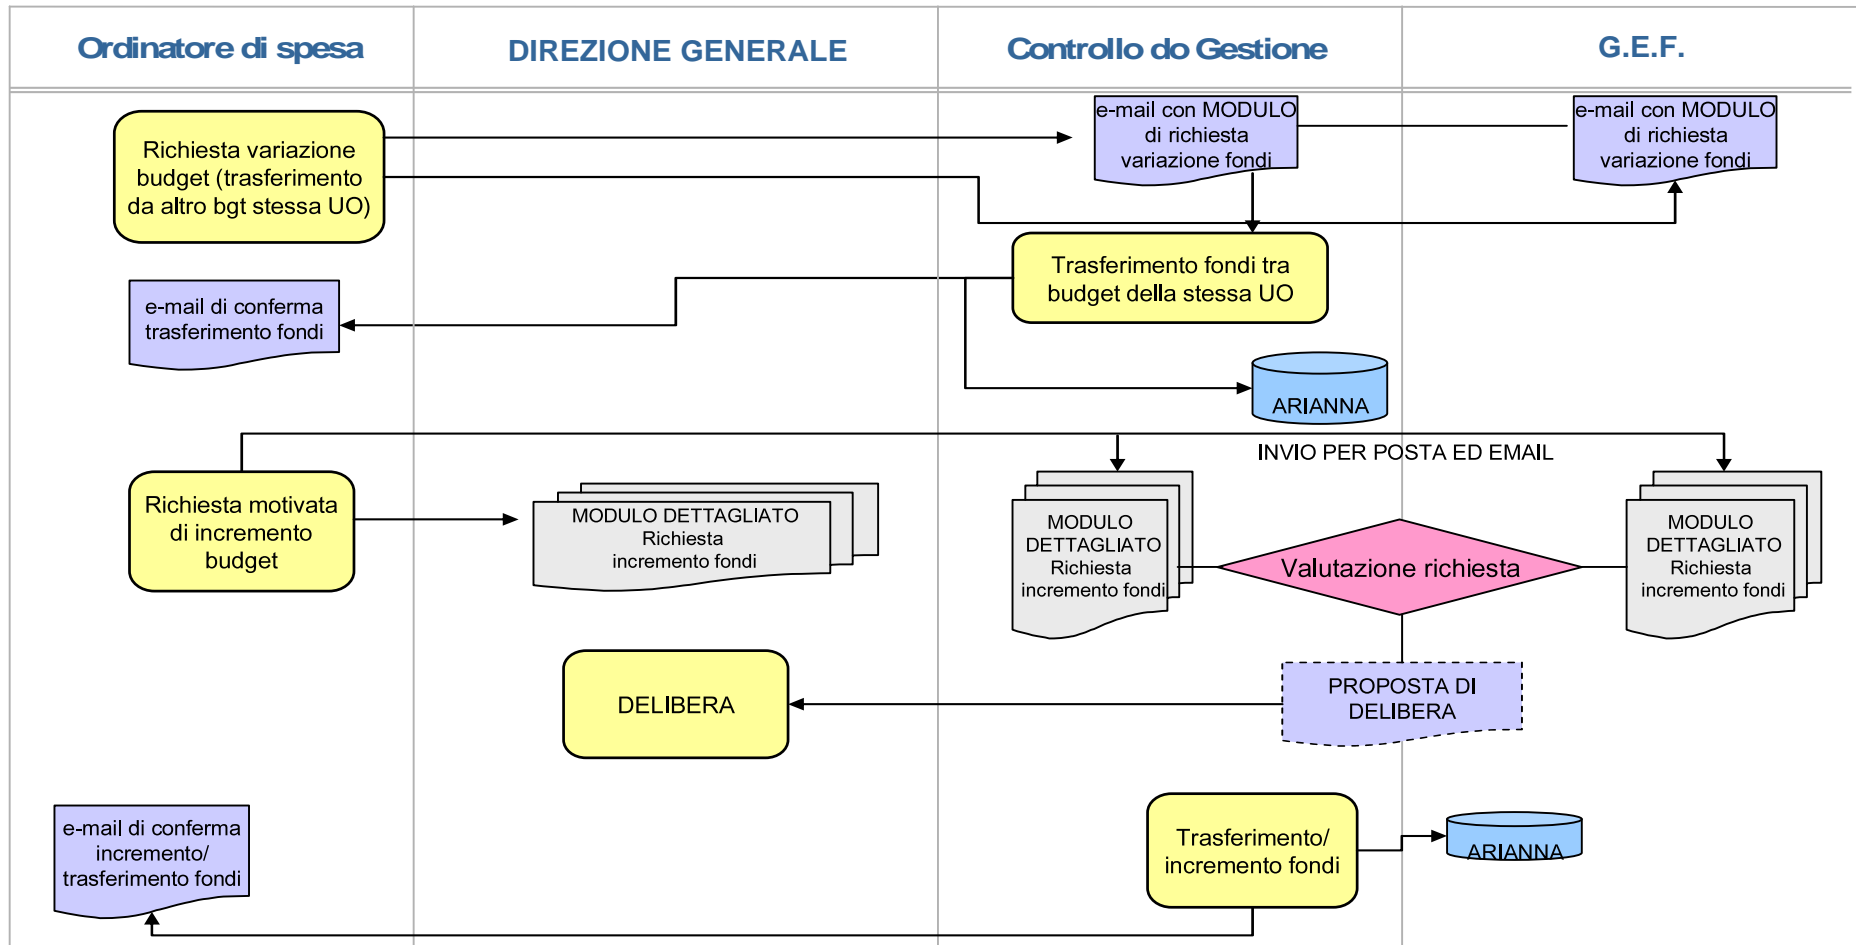 Ordinatore di spesa
DIREZIONE GENERALE
Controllo do Gestione
G.E.F.
Richiesta variazione
budget (trasferimento
da altro bgt stessa UO)
e-mail con MODULO
di richiesta
variazione fondi
e-mail con MODULO
di richiesta
variazione fondi
Trasferimento fondi tra
budget della stessa UO
e-mail di conferma
trasferimento fondi
ARIANNA
INVIO PER POSTA ED EMAIL
Richiesta motivata
di incremento
budget
MODULO DETTAGLIATO
Richiesta
incremento fondi
MODULO
DETTAGLIATO
Richiesta
incremento fondi
Valutazione richiesta
MODULO
DETTAGLIATO
Richiesta
incremento fondi
DELIBERA
PROPOSTA DI
DELIBERA
e-mail di conferma
incremento/
trasferimento fondi
Trasferimento/
incremento fondi
ARIANNA